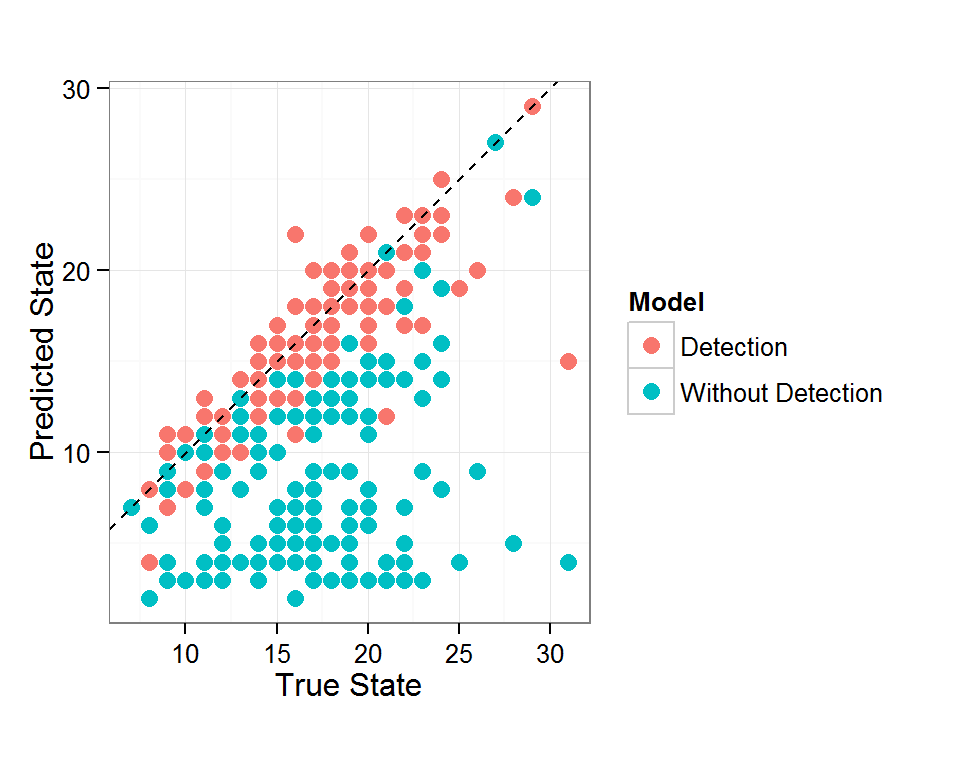 30
20
10
Predicted State
10 15 20 25 30
True State
Model
Detection
Without Detection